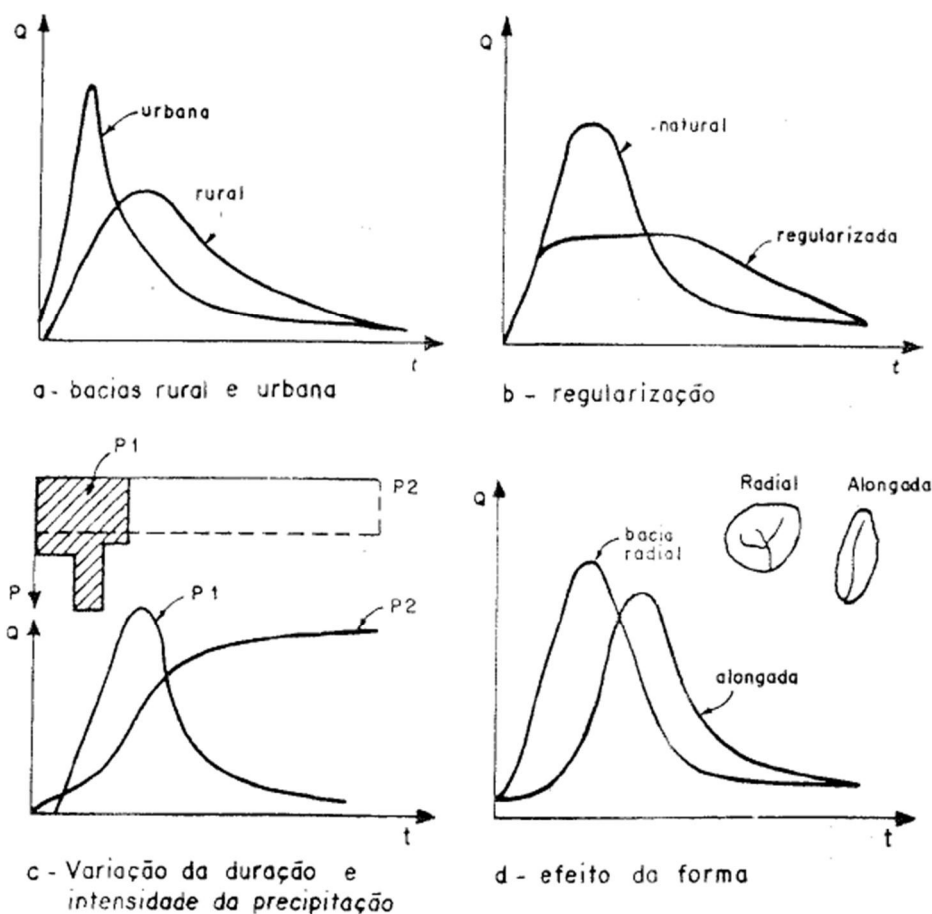 Q
urbana
rural
t
a - bacias rural e urbana
Q
natural
regularizada
t
b - regularização
P1
P2
P
Q
P1
P2
t
c - Variação da duração e
intensidade da precipitação
Q
Radial
Alongada
bacia
radial
alongada
t
d - efeito da forma